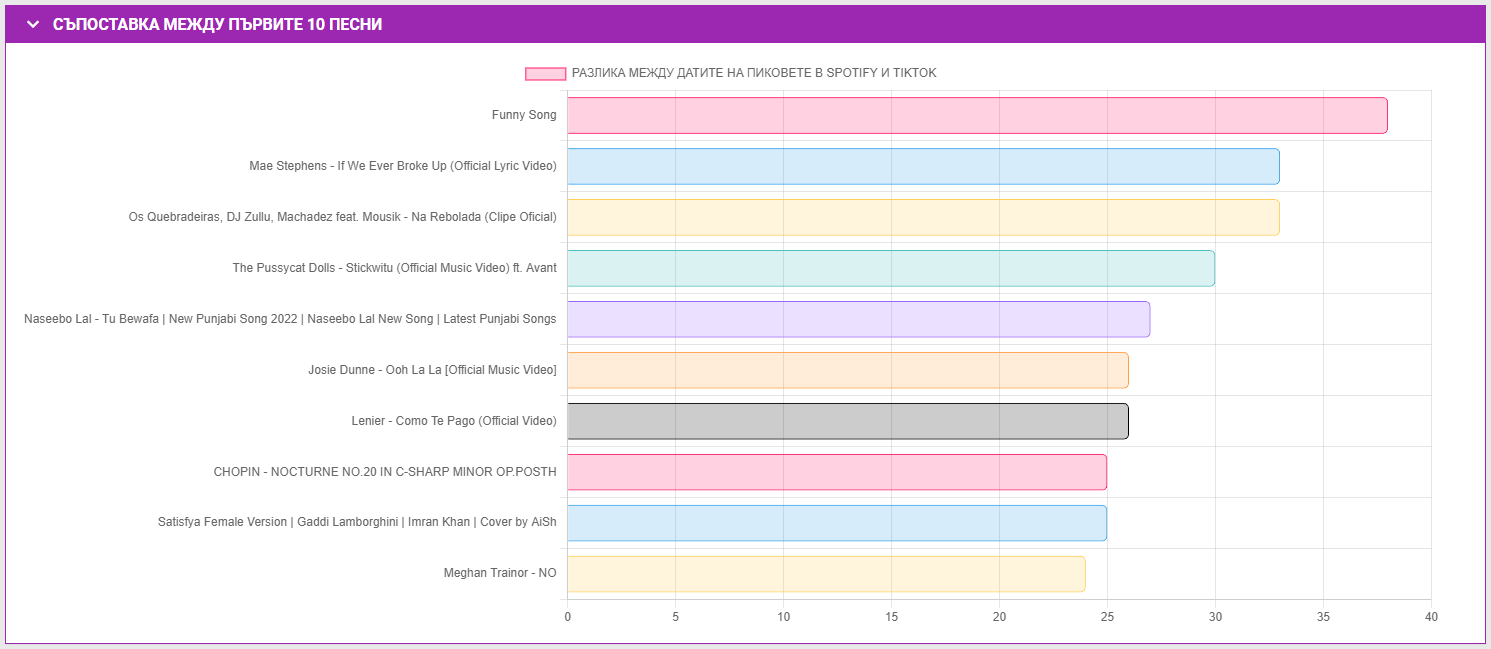 СЪПОСТАВКА МЕЖДУ ПЪРВИТЕ 10 ПЕСНИ
РАЗЛИКА МЕЖДУ ДАТИТЕ НА ПИКОВЕТЕ В SPOTIFY И TIKTOK
Funny Song
Mae Stephens - If We Ever Broke Up (Official Lyric Video)
Os Quebradeiras, DJ Zullu, Machadez feat. Mousik - Na Rebolada (Clipe Oficial)
The Pussycat Dolls - Stickwitu (Official Music Video) ft. Avant
Naseebo Lal - Tu Bewafa | New Punjabi Song 2022 | Naseebo Lal New Song | Latest Punjabi Songs
Josie Dunne - Ooh La La [Official Music Video]
Lenier - Como Te Pago (Official Video)
CHOPIN - NOCTURNE NO.20 IN C-SHARP MINOR OP.POSTH
Satisfya Female Version | Gaddi Lamborghini | Imran Khan | Cover by AiSh
Meghan Trainor - NO
0 5 10 15 20 25 30 35 40